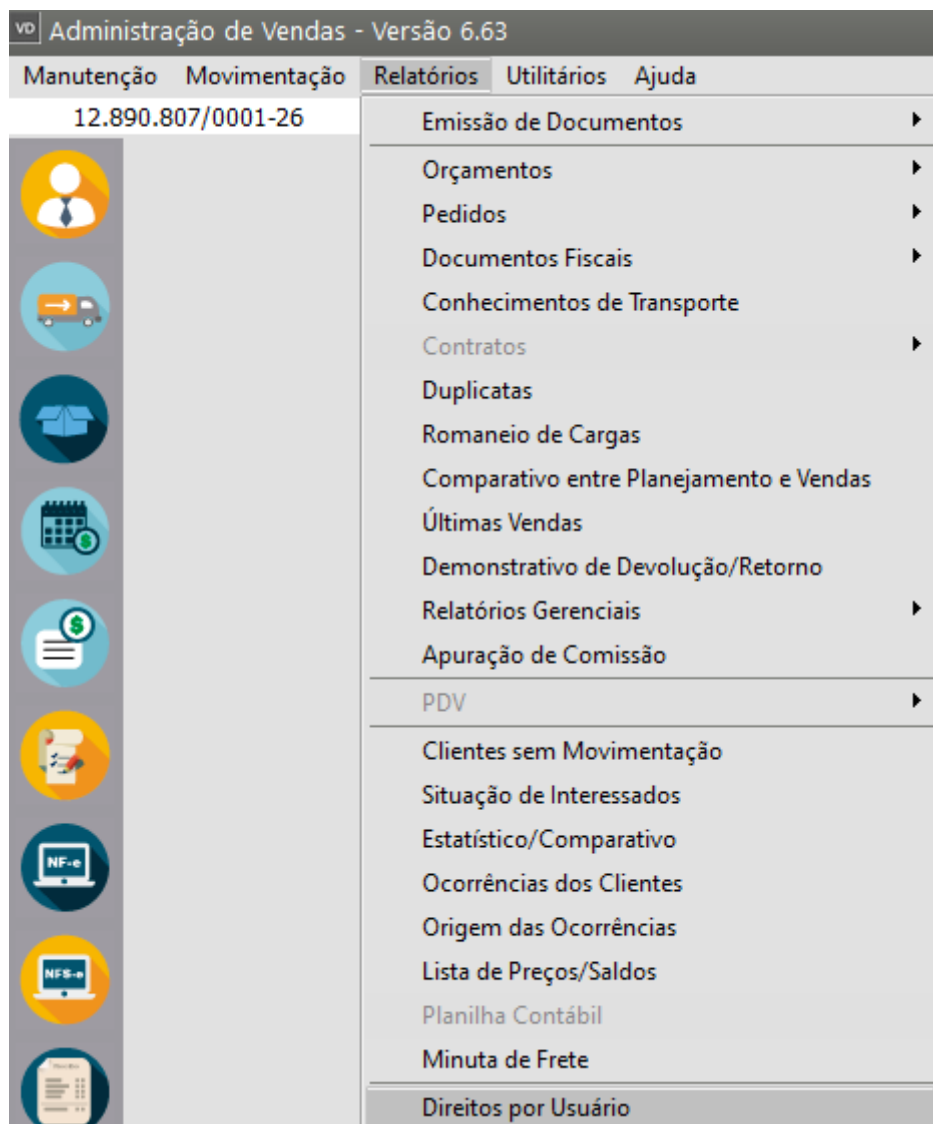 VD Administração de Vendas - Versão 6.63
Manutenção Movimentação Relatórios Utilitários Ajuda
12.890.807/0001-26
Emissão de Documentos
Orçamentos
Pedidos
Documentos Fiscais
Conhecimentos de Transporte
Contratos
Duplicatas
Romaneio de Cargas
Comparativo entre Planejamento e Vendas
Últimas Vendas
Demonstrativo de Devolução/Retorno
Relatórios Gerenciais
Apuração de Comissão
PDV
Clientes sem Movimentação
Situação de Interessados
Estatístico/Comparativo
NF-e
Ocorrências dos Clientes
Origem das Ocorrências
NFS-e
Lista de Preços/Saldos
Planilha Contábil
Minuta de Frete
Direitos por Usuário